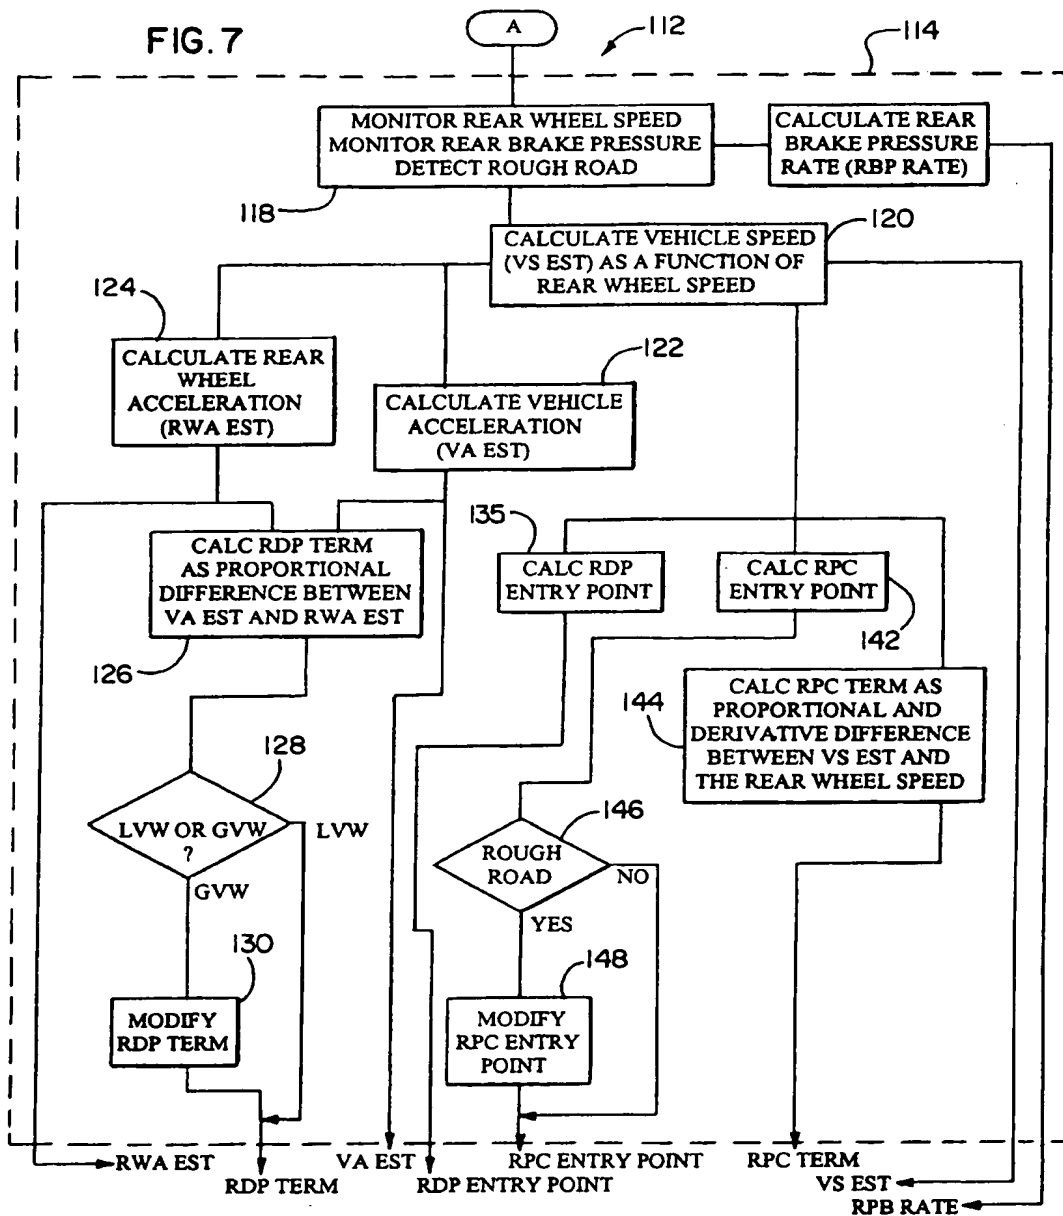 FIG. 7
A
112
114
MONITOR REAR WHEEL SPEED
MONITOR REAR BRAKE PRESSURE
DETECT ROUGH ROAD
CALCULATE REAR
BRAKE PRESSURE
RATE (RBP RATE)
118
120
CALCULATE VEHICLE SPEED
(VS EST) AS A FUNCTION OF
REAR WHEEL SPEED
124
CALCULATE REAR
WHEEL
ACCELERATION
(RWA EST)
122
CALCULATE VEHICLE
ACCELERATION
(VA EST)
135
CALC RDP TERM
AS PROPORTIONAL
DIFFERENCE BETWEEN
VA EST AND RWA EST
CALC RDP
ENTRY POINT
CALC RPC
ENTRY POINT
142
126
144
CALC RPC TERM AS
PROPORTIONAL AND
DERIVATIVE DIFFERENCE
BETWEEN VS EST AND
THE REAR WHEEL SPEED
128
LVW OR GVW
?
LVW
GVW
146
ROUGH
ROAD
NO
YES
130
MODIFY
RDP TERM
148
MODIFY
RPC ENTRY
POINT
RWA EST
RDP TERM
VA EST
RDP ENTRY POINT
RPC ENTRY POINT
RPC TERM
VS EST
RPB RATE